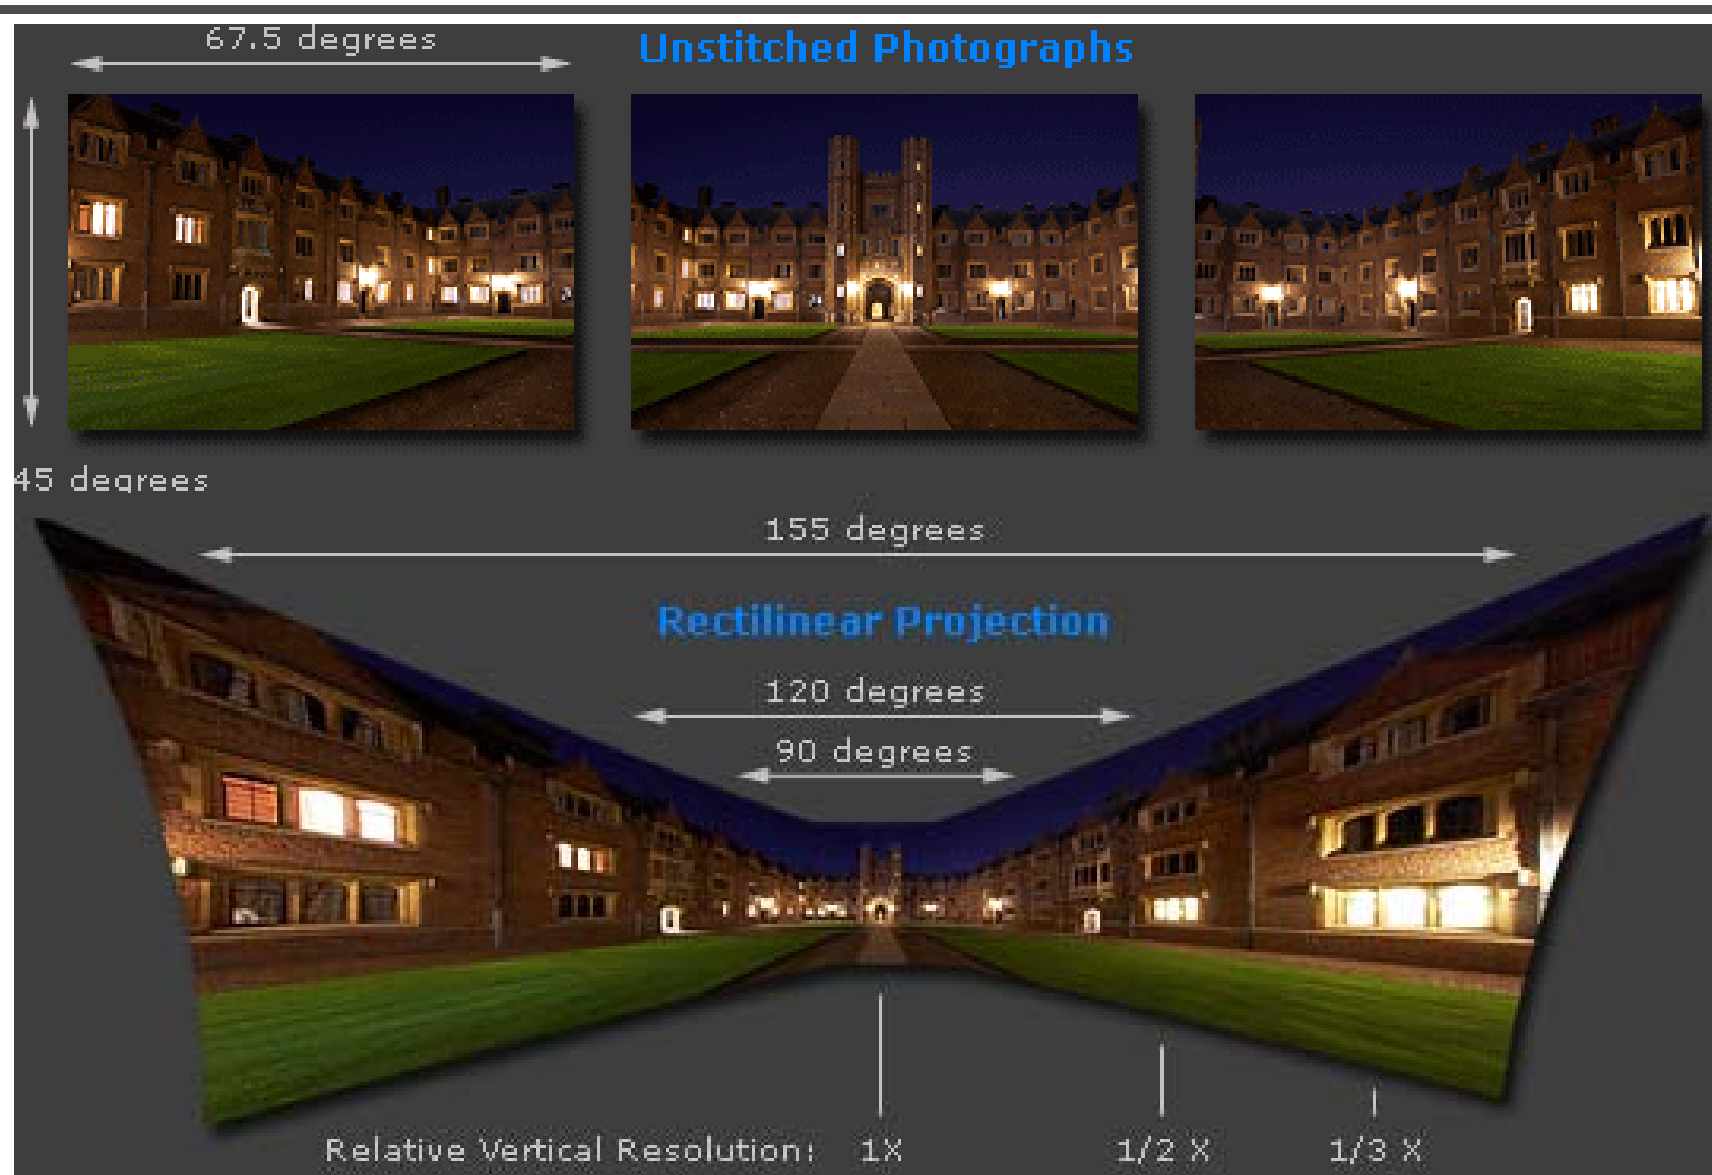 67.5 degrees
Unstitched Photographs
45 degrees
155 degrees
Rectilinear Projection
120 degrees
90 degrees
Relative Vertical Resolution: 1X 1/2 X 1/3 X